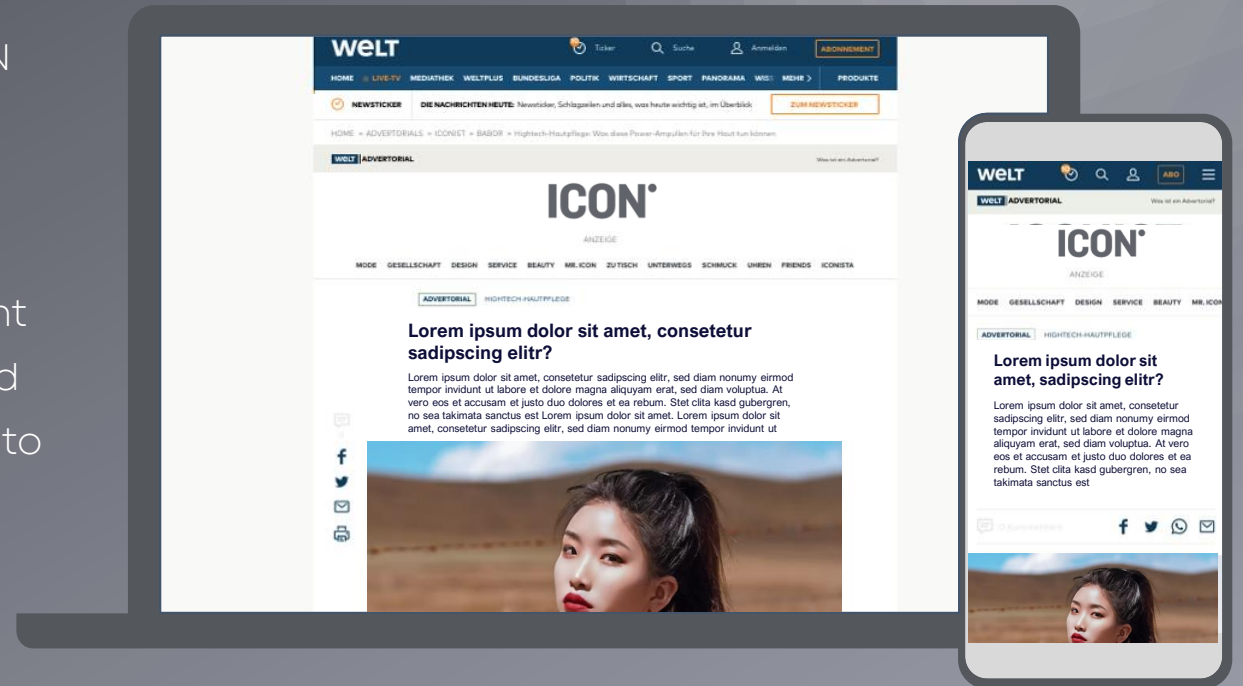 N
nt
d
to
WELT
Ticker
Suche
Anmelden
ABONNEMENT
HOME LIVE-TV MEDIATHEK WELTPLUS BUNDESLIGA POLITIK WIRTSCHAFT SPORT PANORAMA WISS MEHR > PRODUKTE
NEWSTICKER DIE NACHRICHTEN HEUTE: Newsticker, Schlagzeilen und alles, was heute wichtig ist, im Überblick ZUM NEWSTICKER
HOME » ADVERTORIALS » ICONIST » BABOR » Hightech-Hautpflege: Was diese Power-Ampullen für Ihre Haut tun können
WELT ADVERTORIAL Was ist ein Advertorial?
ICON
ANZEIGE
MODE GESELLSCHAFT DESIGN SERVICE BEAUTY MR. ICON ZU TISCH UNTERWEGS SCHMUCK UHREN FRIENDS ICONISTA
ADVERTORIAL HIGHTECH-HAUTPFLEGE
Lorem ipsum dolor sit amet, consetetur
sadipscing elitr?
Lorem ipsum dolor sit amet, consetetur sadipscing elitr, sed diam nonumy eirmod
tempor invidunt ut labore et dolore magna aliquyam erat, sed diam voluptua. At
vero eos et accusam et justo duo dolores et ea rebum. Stet clita kasd gubergren,
no sea takimata sanctus est Lorem ipsum dolor sit amet. Lorem ipsum dolor sit
amet, consetetur sadipscing elitr, sed diam nonumy eirmod tempor invidunt ut
WELT
ABO
WELT ADVERTORIAL Was ist ein Advertorial?
ICON
ANZEIGE
MODE GESELLSCHAFT DESIGN SERVICE BEAUTY MR. ICON
ADVERTORIAL HIGHTECH-HAUTPFLEGE
Lorem ipsum dolor sit
amet, sadipscing elitr?
Lorem ipsum dolor sit amet, consetetur
sadipscing elitr, sed diam nonumy eirmod
tempor invidunt ut labore et dolore magna
aliquyam erat, sed diam voluptua. At vero
eos et accusam et justo duo dolores et ea
rebum. Stet clita kasd gubergren, no sea
takimata sanctus est